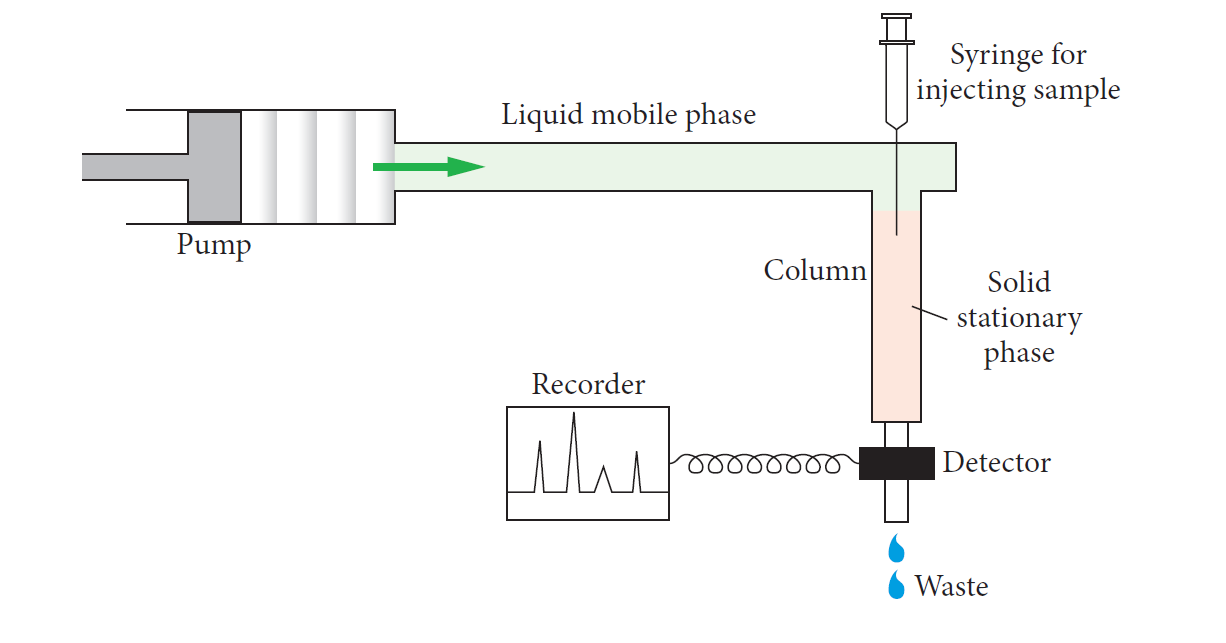 Syringe for
injecting sample
Liquid mobile phase
Pump
Column
Solid
stationary
phase
Recorder
Detector
Waste